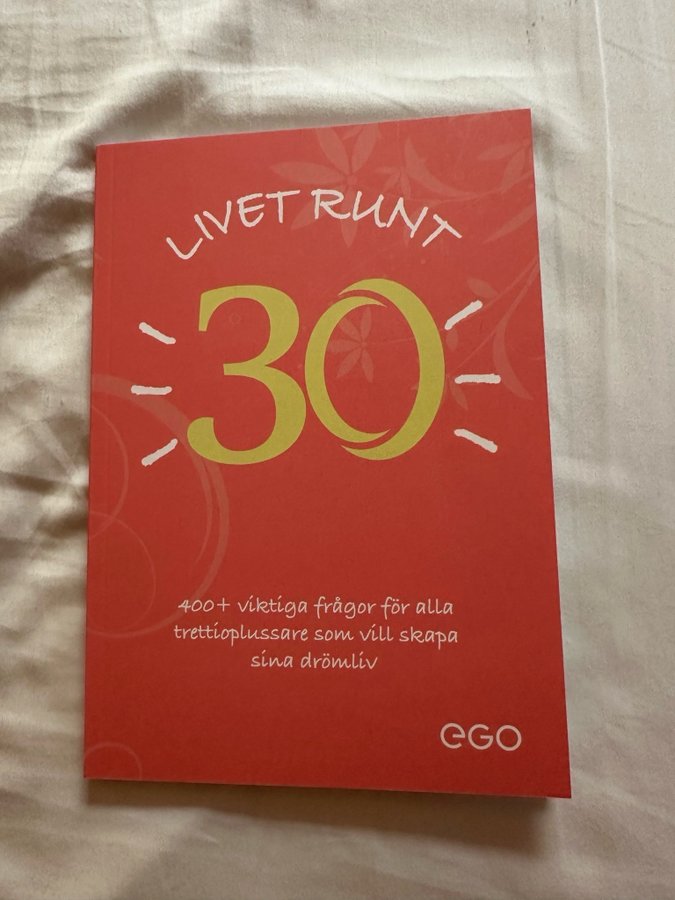 LIVET RUNT
30
400+ viktiga frågor för alla
trettioplussare som vill skapa
sina drömliv
eGO